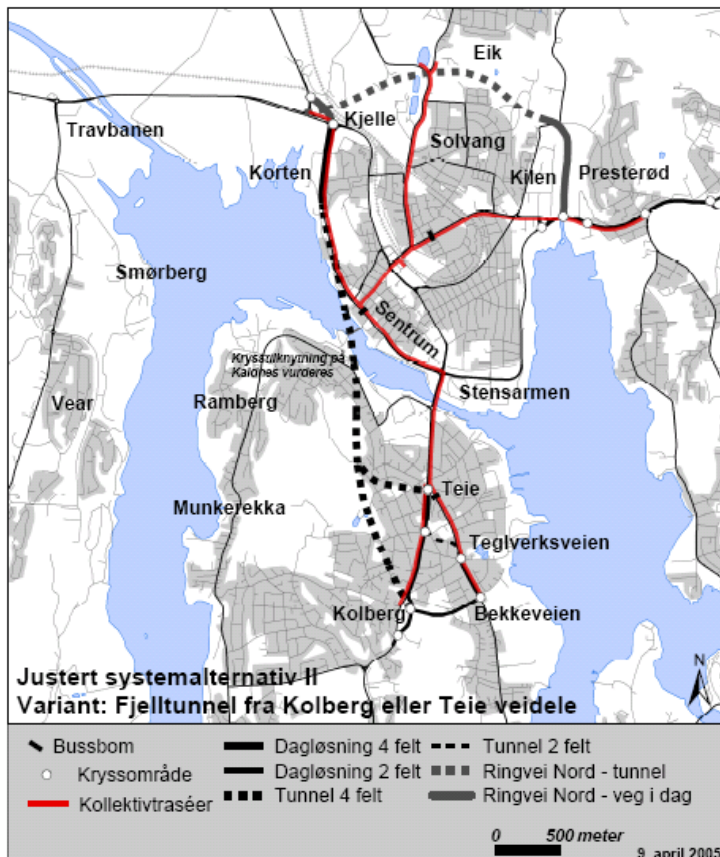 Eik
Kjelle
Travbanen
Solvang
Korten
Kilen
Presterød
Smørberg
Sentrum
Krysstilknytning på
Kaldnes vurderes
Stensarmen
Vear
Ramberg
Teie
Munkerekka
Teglverksveien
Kolberg
Bekkeveien
N
Justert systemalternativ II
Variant: Fjelltunnel fra Kolberg eller Teie veidele
Bussbom
Dagløsning 4 felt
Tunnel 2 felt
Kryssområde
Dagløsning 2 felt
Ringvei Nord - tunnel
Kollektivtraséer
Tunnel 4 felt
Ringvei Nord - veg i dag
0 500 meter
9. april 2005